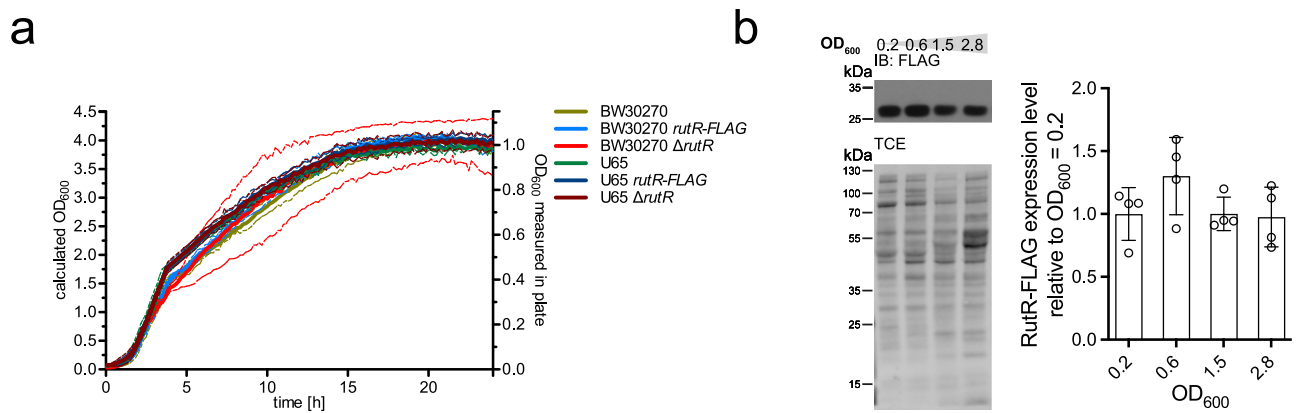 a
4.5
4.0
3.5
3.0
2.5
2.0
1.5
1.0
0.5
0.0
calculated OD600
0 5 10 15 20
time [h]
1.0
0.8
0.6
0.4
0.2
0.0
OD600 measured in plate
BW30270
BW30270 rutR-FLAG
BW30270 ΔrutR
U65
U65 rutR-FLAG
U65 ΔrutR
b
OD600 0.2 0.6 1.5 2.8
IB: FLAG
kDa
35
25
kDa TCE
130
100
70
55
35
25
15
RutR-FLAG expression level
relative to OD600 = 0.2
2.0
1.5
1.0
0.5
0.0
0.2 0.6 1.5 2.8
OD600